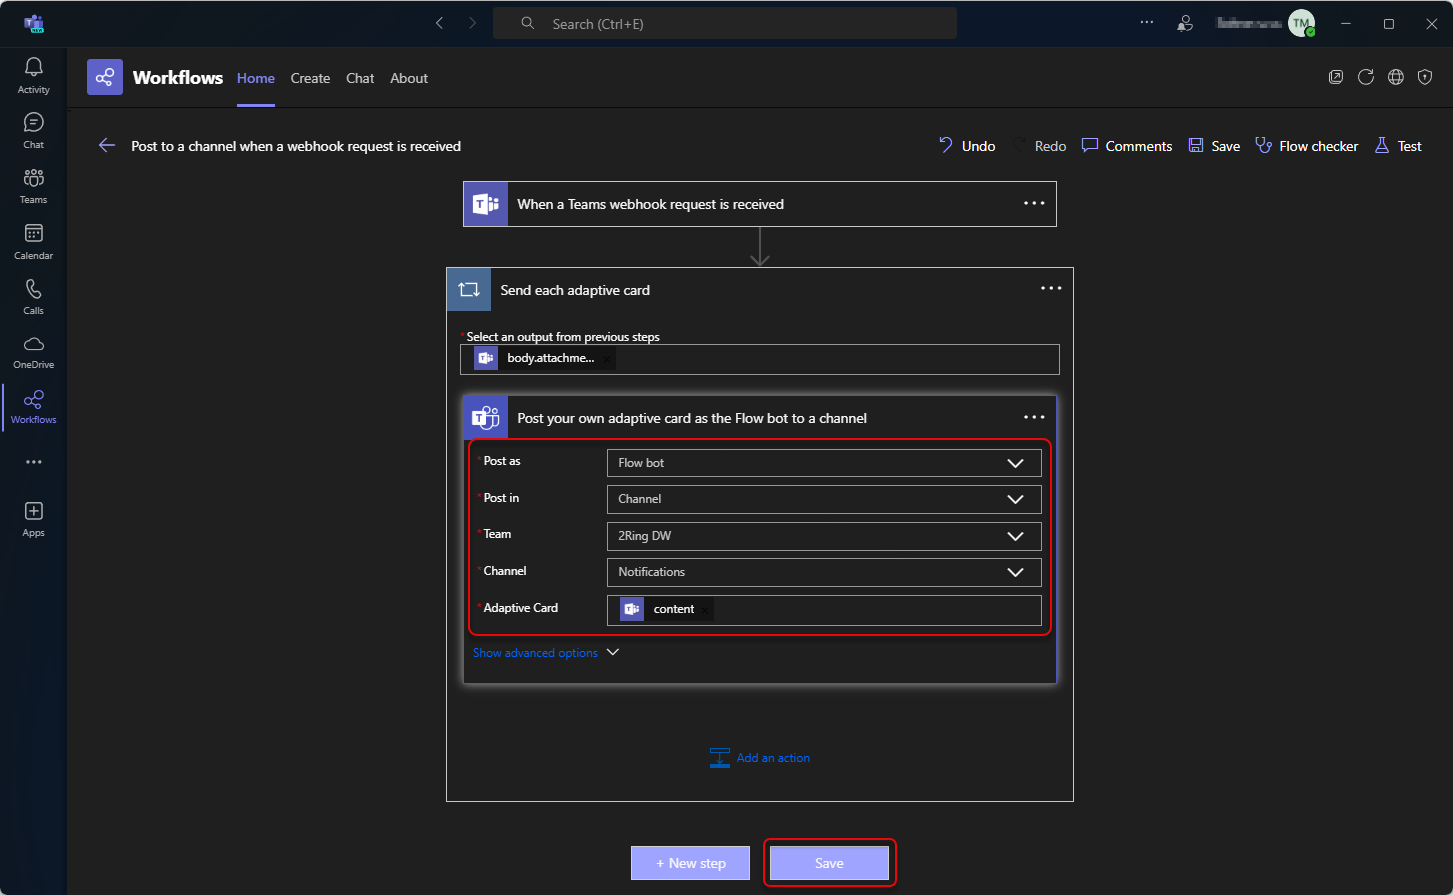 Search (Ctrl+E)
TM
Activity
Chat
Teams
Calendar
Calls
OneDrive
Workflows
Apps
Workflows Home Create Chat About
Post to a channel when a webhook request is received
Undo Redo Comments Save Flow checker Test
When a Teams webhook request is received
Send each adaptive card
*Select an output from previous steps
body.attachme...
Post your own adaptive card as the Flow bot to a channel
*Post as Flow bot
*Post in Channel
*Team 2Ring DW
*Channel Notifications
*Adaptive Card content
Show advanced options
Add an action
+ New step Save